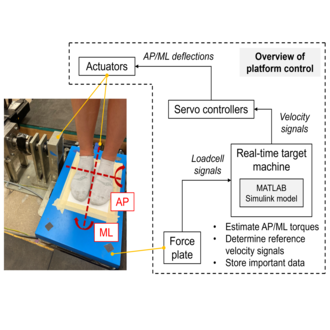 AP/ML deflections
Overview of
platform control
Actuators
Servo controllers
Velocity
signals
Loadcell
signals
Real-time target
machine
MATLAB
Simulink model
AP
ML
Force
plate
• Estimate AP/ML torques
• Determine reference
velocity signals
• Store important data